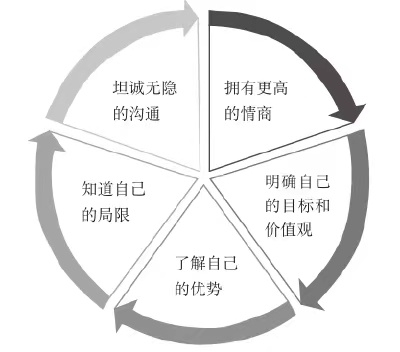 坦诚无隐
的沟通
拥有更高
的情商
明确自己
的目标和
价值观
了解自己
的优势
知道自己
的局限